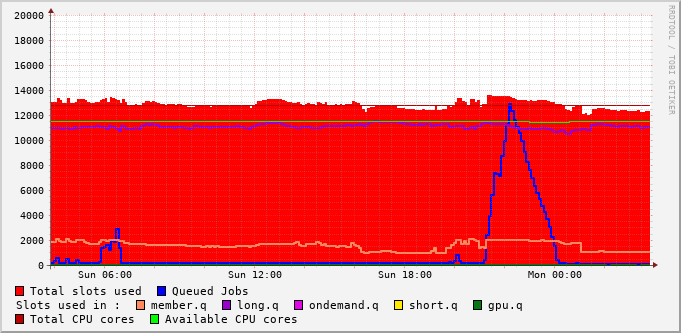 20000
18000
16000
14000
12000
10000
8000
6000
4000
2000
0
Sun 06:00 Sun 12:00 Sun 18:00 Mon 00:00
RRDTOOL / TOBI OETIKER
Total slots used Queued Jobs
Slots used in : member.q long.q ondemand.q short.q gpu.q
Total CPU cores Available CPU cores